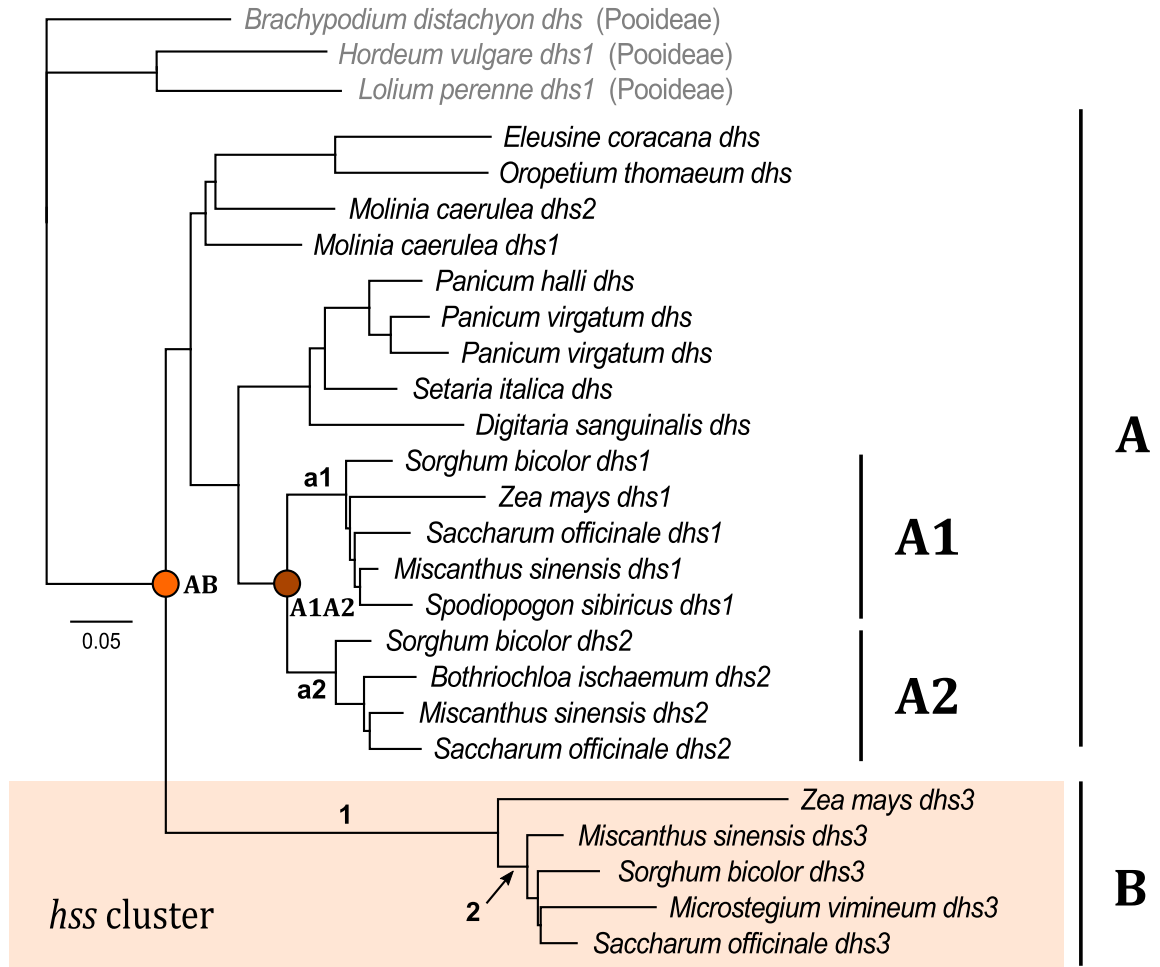 Brachypodium distachyon dhs (Pooideae)
Hordeum vulgare dhs1 (Pooideae)
Lolium perenne dhs1 (Pooideae)
Eleusine coracana dhs
Oropetium thomaeum dhs
Molinia caerulea dhs2
Molinia caerulea dhs1
Panicum halli dhs
Panicum virgatum dhs
Panicum virgatum dhs
Setaria italica dhs
Digitaria sanguinalis dhs
A
Sorghum bicolor dhs1
a1
Zea mays dhs1
Saccharum officinale dhs1
A1
Miscanthus sinensis dhs1
AB
Spodiopogon sibiricus dhs1
A1A2
0.05
Sorghum bicolor dhs2
Bothriochloa ischaemum dhs2
a2
A2
Miscanthus sinensis dhs2
Saccharum officinale dhs2
Zea mays dhs3
1
Miscanthus sinensis dhs3
Sorghum bicolor dhs3
B
2
Microstegium vimineum dhs3
hss cluster
Saccharum officinale dhs3